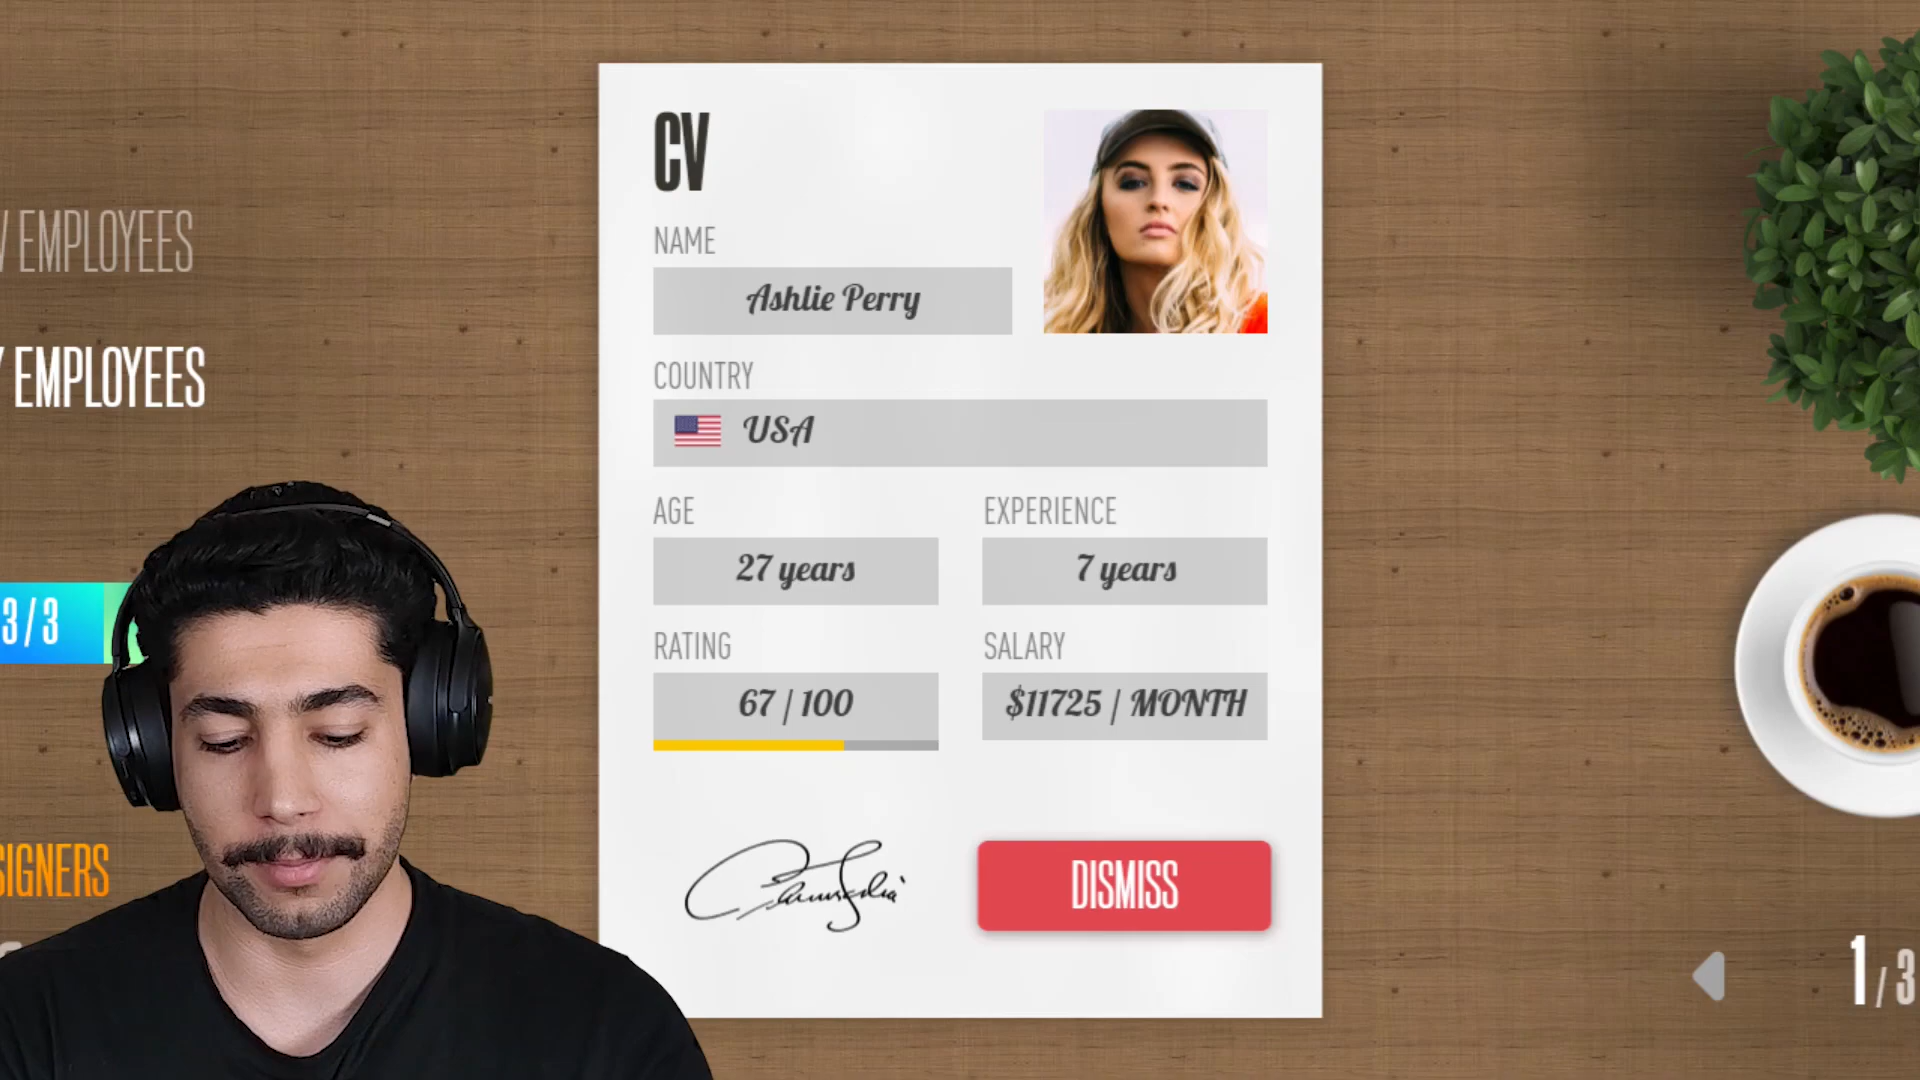 CV
NAME
Ashlie Perry
COUNTRY
USA
AGE
EXPERIENCE
27 years
7 years
RATING
SALARY
67 / 100
$11725 / MONTH
DISMISS
EMPLOYEES
EMPLOYEES
3/3
1/3